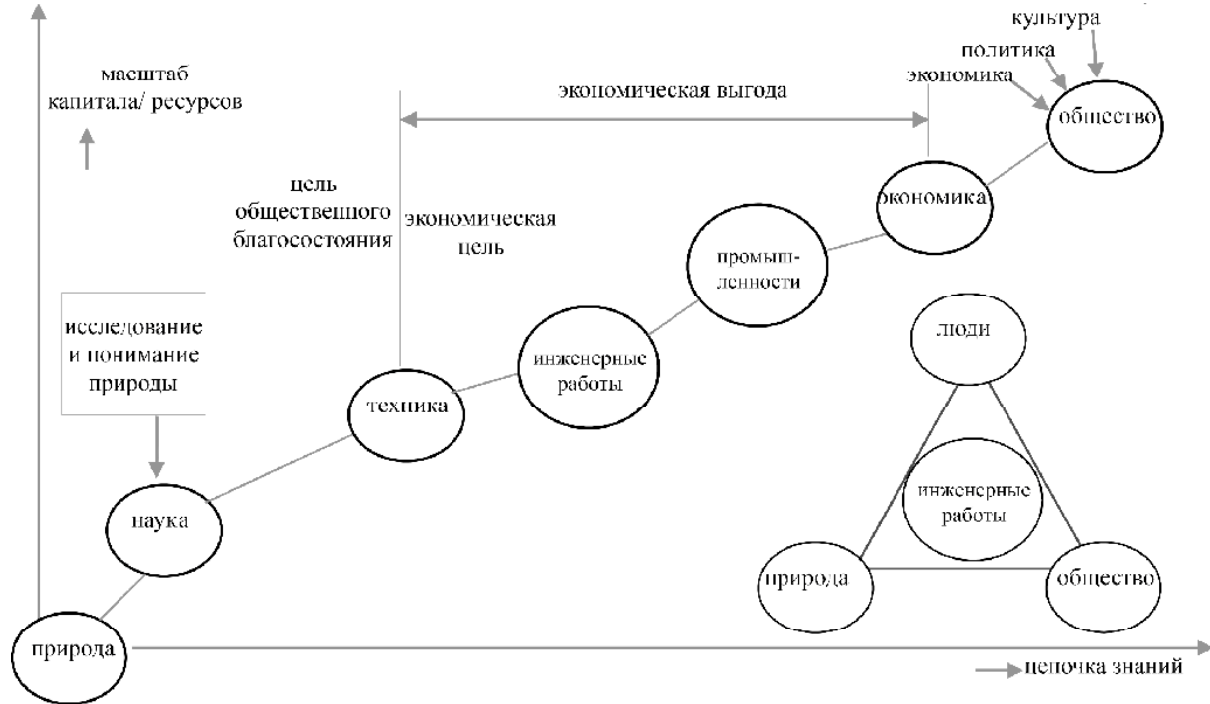 культура
политика
экономика
общество
масштаб
капитала/ ресурсов
экономическая выгода
цель
общественного
благосостояния
экономическая
цель
экономика
промыш-
ленности
исследование
и понимание
природы
инженерные
работы
техника
наука
природа
люди
инженерные
работы
природа
общество
цепочка знаний